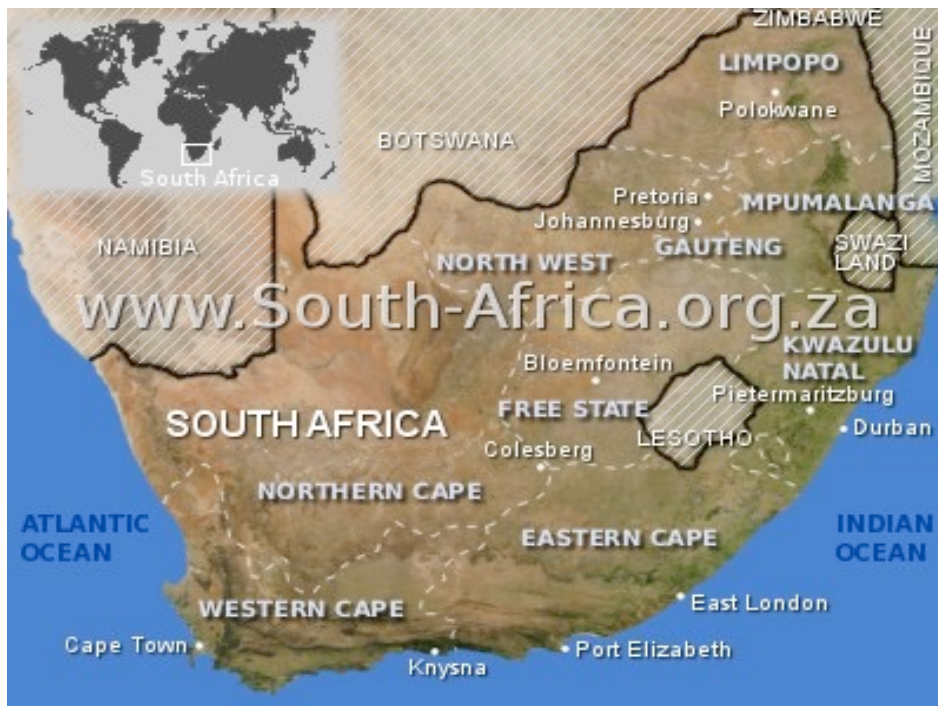 ZIMBABWE
LIMPOPO
Polokwane
MOZAMBIQUE
South Africa
BOTSWANA
Pretoria
MPUMALANGA
Johannesburg
GAUTENG
SWAZI
LAND
NAMIBIA
NORTH WEST
www.South-Africa.org.za
KWAZULU
NATAL
Bloemfontein
Pietermaritzburg
FREE STATE
SOUTH AFRICA
Durban
LESOTHO
Colesberg
NORTHERN CAPE
ATLANTIC
OCEAN
EASTERN CAPE
INDIAN
OCEAN
WESTERN CAPE
East London
Cape Town
Port Elizabeth
Knysna